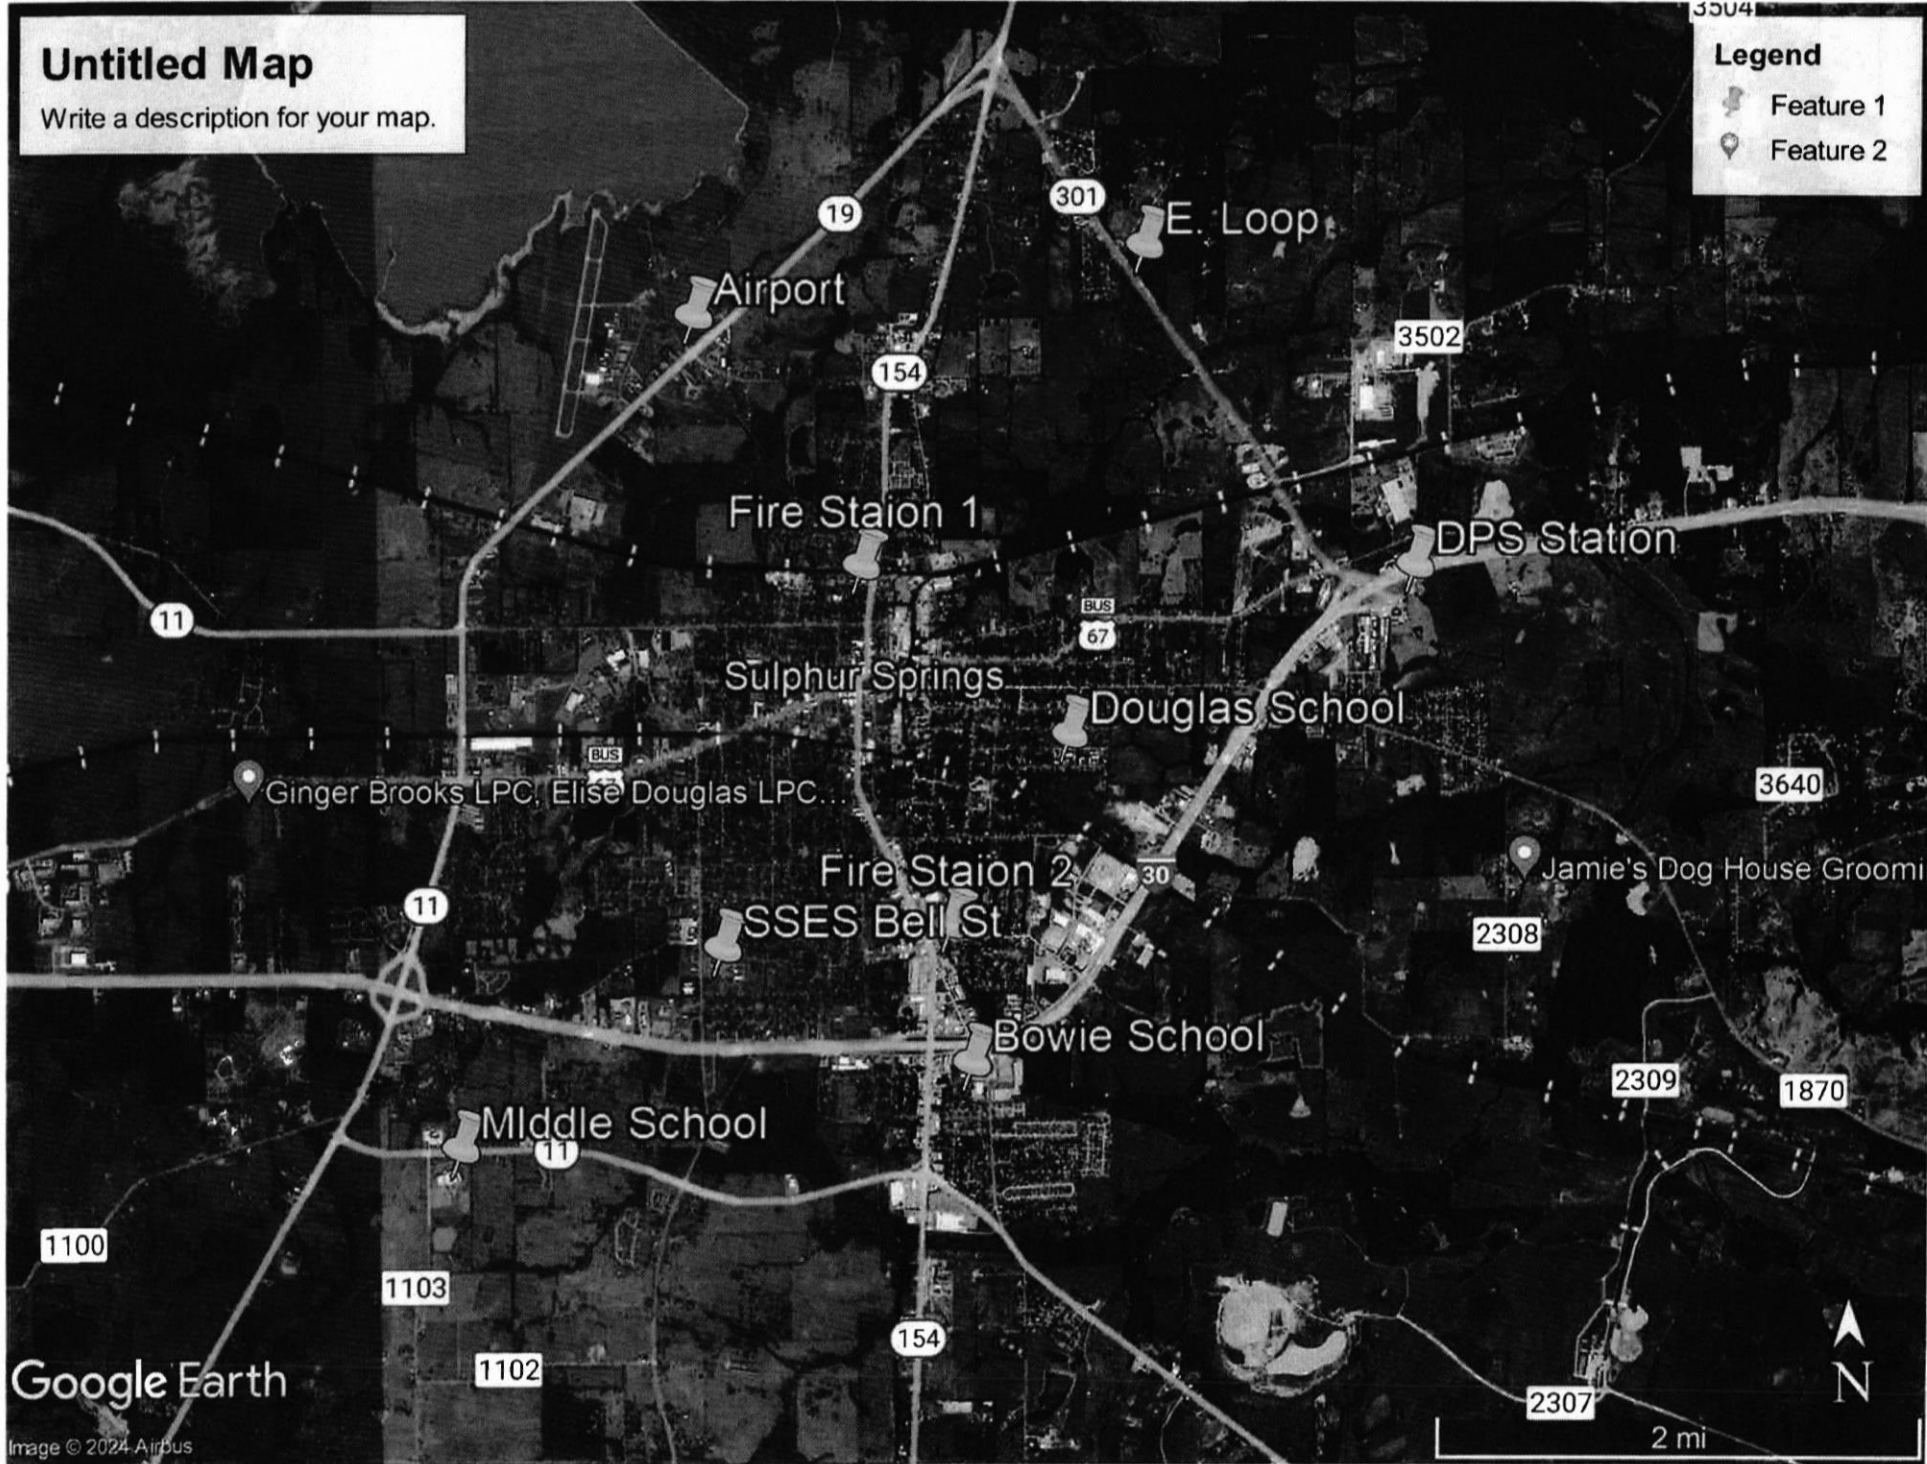 3504
Untitled Map
Write a description for your map.
Legend
Feature 1
Feature 2
19
301
E. Loop
Airport
3502
154
Fire Staion 1
DPS Station
11
BUS
67
Sulphur Springs
Douglas School
BUS
Ginger Brooks LPC, Elise Douglas LPC...
3640
Fire Staion 2
30
Jamie's Dog House Groomi
11
SSES Bell St
2308
Bowie School
2309
1870
MIddle School
11
1100
1103
154
1102
Google Earth
2307
N
2 mi
Image © 2024 Airbus